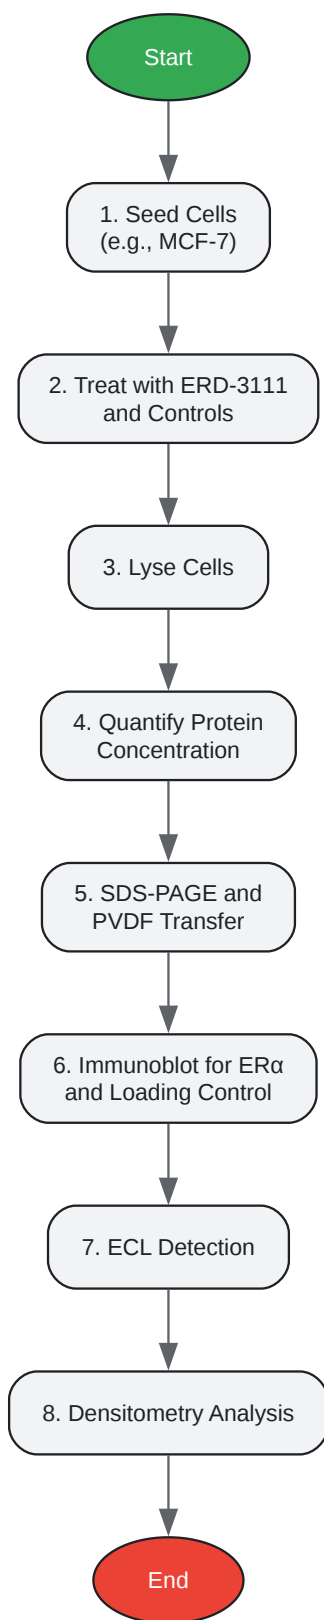 Start
1. Seed Cells
(e.g., MCF-7)
2. Treat with ERD-3111
and Controls
3. Lyse Cells
4. Quantify Protein
Concentration
5. SDS-PAGE and
PVDF Transfer
6. Immunoblot for ERα
and Loading Control
7. ECL Detection
8. Densitometry Analysis
End